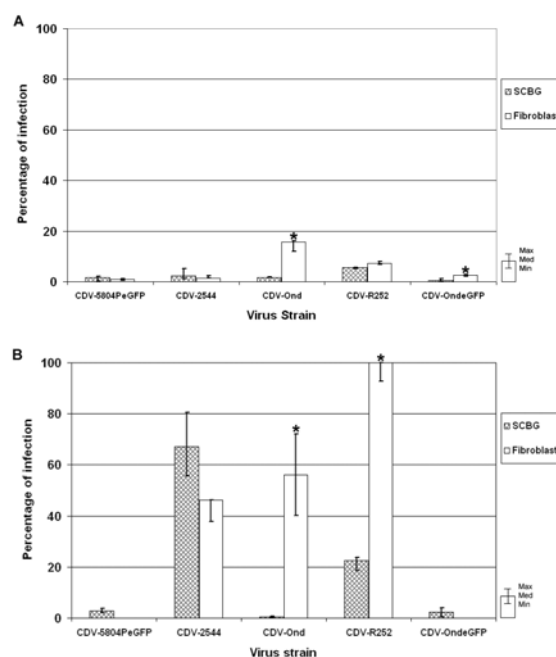 A
Percentage of infection
100
80
60
40
20
0
CDV-5804PeGFP CDV-2544 CDV-Ond CDV-R252 CDV-OndeGFP
* *
Virus Strain
SCBG
Fibroblast
Max
Med
Min
B
Percentage of infection
100
80
60
40
20
0
CDV-5804PeGFP CDV-2544 CDV-Ond CDV-R252 CDV-OndeGFP
* *
Virus strain
SCBG
Fibroblast
Max
Med
Min